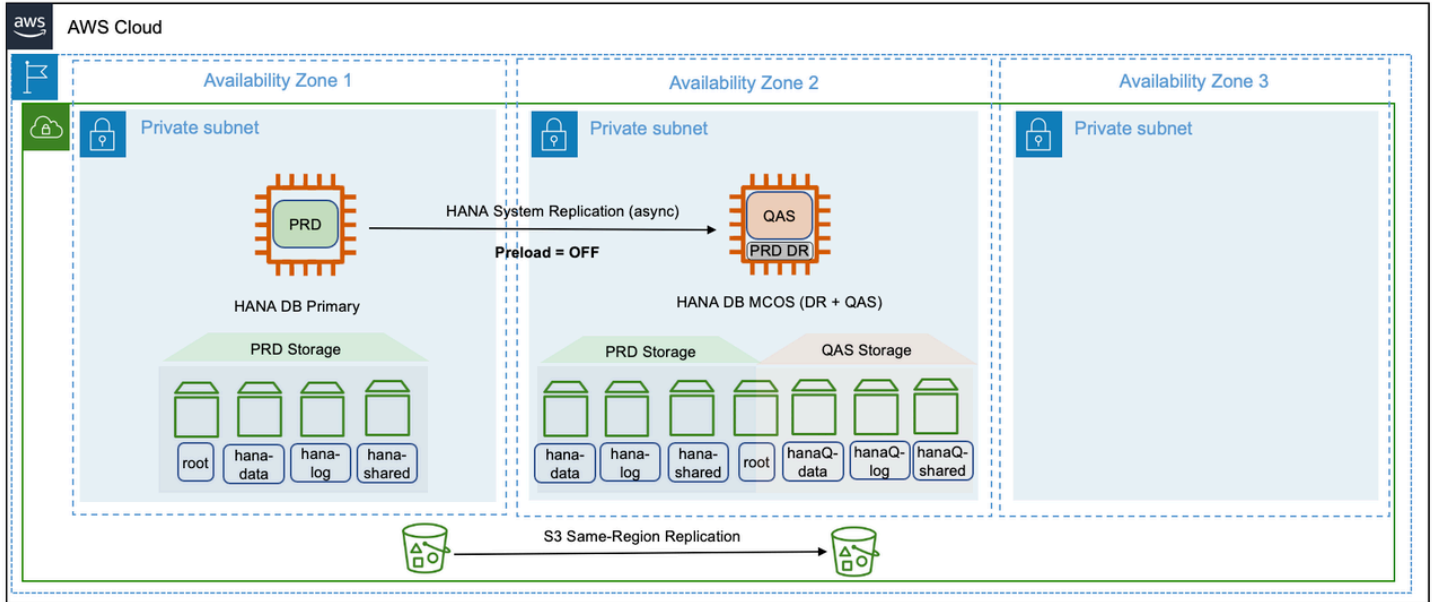 aws
AWS Cloud
Availability Zone 1
Availability Zone 2
Availability Zone 3
Private subnet
Private subnet
Private subnet
PRD
HANA System Replication (async)
Preload = OFF
QAS
PRD DR
HANA DB Primary
HANA DB MCOS (DR + QAS)
PRD Storage
PRD Storage
QAS Storage
root
hana-
data
hana-
log
hana-
shared
hana-
data
hana-
log
hana-
shared
root
hanaQ-
data
hanaQ-
log
hanaQ-
shared
S3 Same-Region Replication